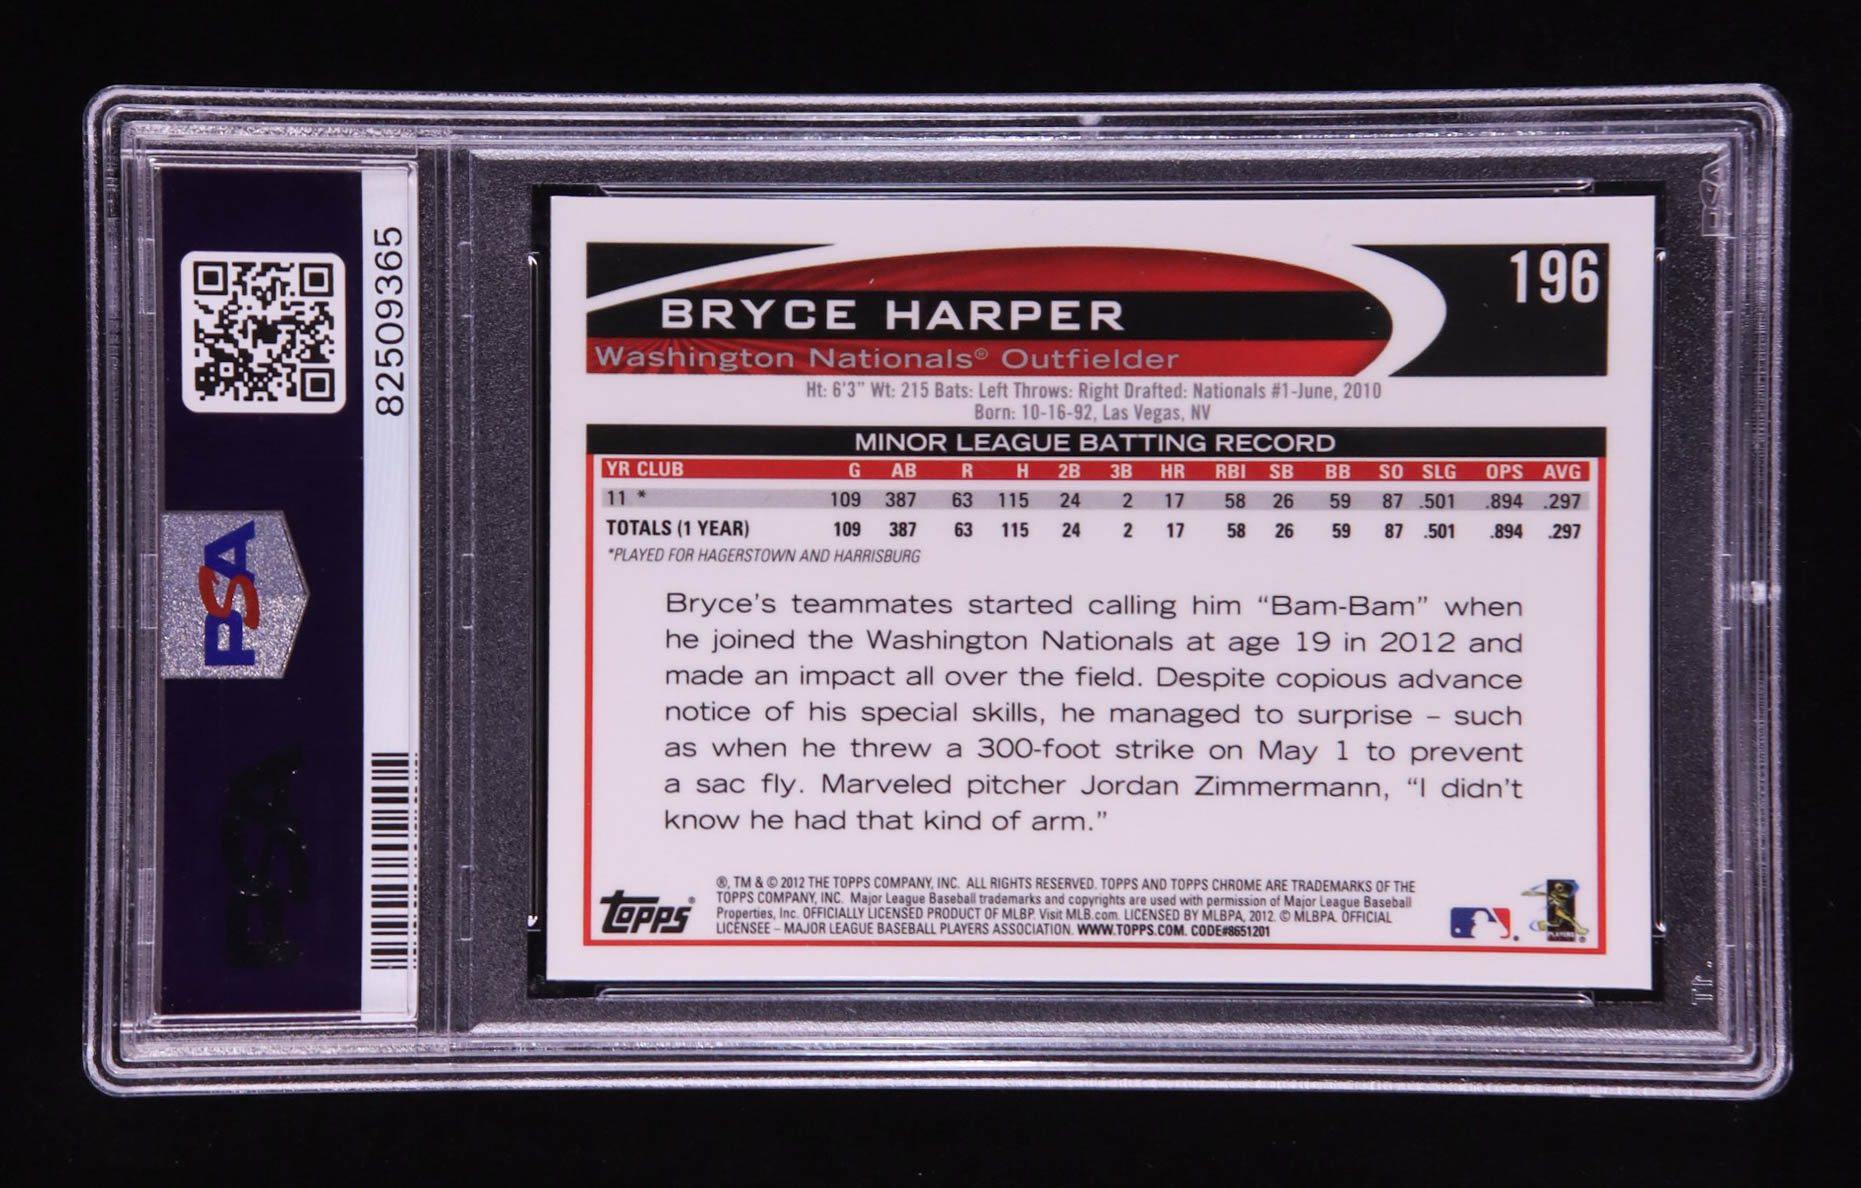 82509365
PSA
PSA
PSA
196
BRYCE HARPER
Washington Nationals® Outfielder
Ht: 6'3" Wt: 215 Bats: Left Throws: Right Drafted: Nationals #1-June, 2010
Born: 10-16-92, Las Vegas, NV
MINOR LEAGUE BATTING RECORD
YR CLUB G AB R H 2B 3B HR RBI SB BB SO SLG OPS AVG
11 * 109 387 63 115 24 2 17 58 26 59 87 .501 .894 .297
TOTALS (1 YEAR) 109 387 63 115 24 2 17 58 26 59 87 .501 .894 .297
*PLAYED FOR HAGERSTOWN AND HARRISBURG
Bryce's teammates started calling him “Bam-Bam” when
he joined the Washington Nationals at age 19 in 2012 and
made an impact all over the field. Despite copious advance
notice of his special skills, he managed to surprise – such
as when he threw a 300-foot strike on May 1 to prevent
a sac fly. Marveled pitcher Jordan Zimmermann, “I didn't
know he had that kind of arm.”
Topps
®, TM & © 2012 THE TOPPS COMPANY, INC. ALL RIGHTS RESERVED. TOPPS AND TOPPS CHROME ARE TRADEMARKS OF THE
TOPPS COMPANY, INC. Major League Baseball trademarks and copyrights are used with permission of Major League Baseball
Properties, Inc. OFFICIALLY LICENSED PRODUCT OF MLBP. Visit MLB.com. LICENSED BY MLBPA, 2012. © MLBPA. OFFICIAL
LICENSEE – MAJOR LEAGUE BASEBALL PLAYERS ASSOCIATION. WWW.TOPPS.COM. CODE#8651201